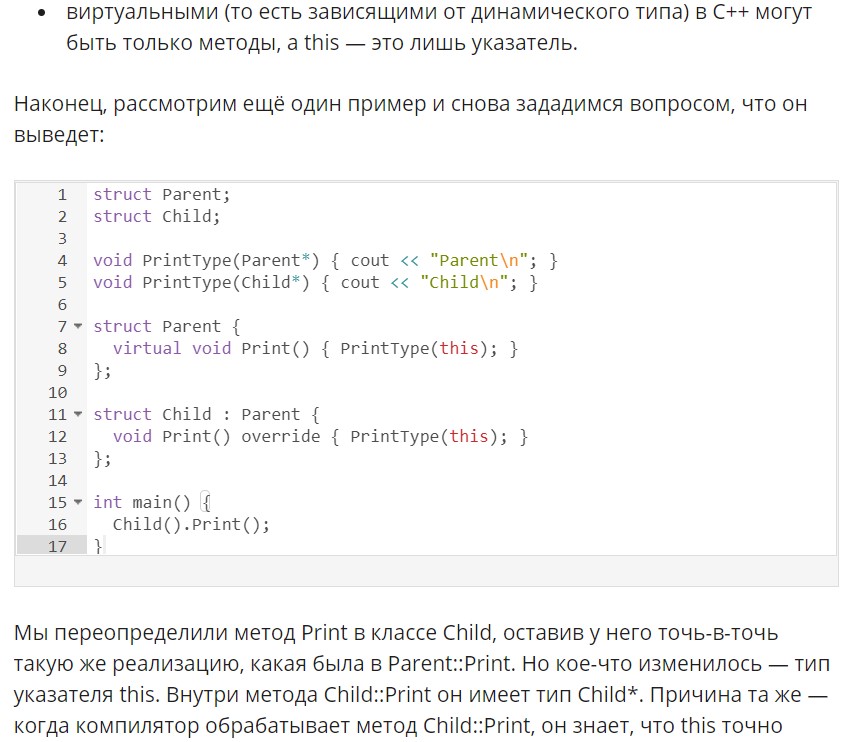 • виртуальными (то есть зависящими от динамического типа) в C++ могут
быть только методы, а this — это лишь указатель.
Наконец, рассмотрим ещё один пример и снова зададимся вопросом, что он
выведет:
1 struct Parent;
2 struct Child;
3
4 void PrintType(Parent*) { cout << "Parent\n"; }
5 void PrintType(Child*) { cout << "Child\n"; }
6
7 struct Parent {
8   virtual void Print() { PrintType(this); }
9 };
10
11 struct Child : Parent {
12   void Print() override { PrintType(this); }
13 };
14
15 int main() {
16   Child().Print();
17 }
Мы переопределили метод Print в классе Child, оставив у него точь-в-точь
такую же реализацию, какая была в Parent::Print. Но кое-что изменилось — тип
указателя this. Внутри метода Child::Print он имеет тип Child*. Причина та же —
когда компилятор обрабатывает метод Child::Print, он знает, что this точно